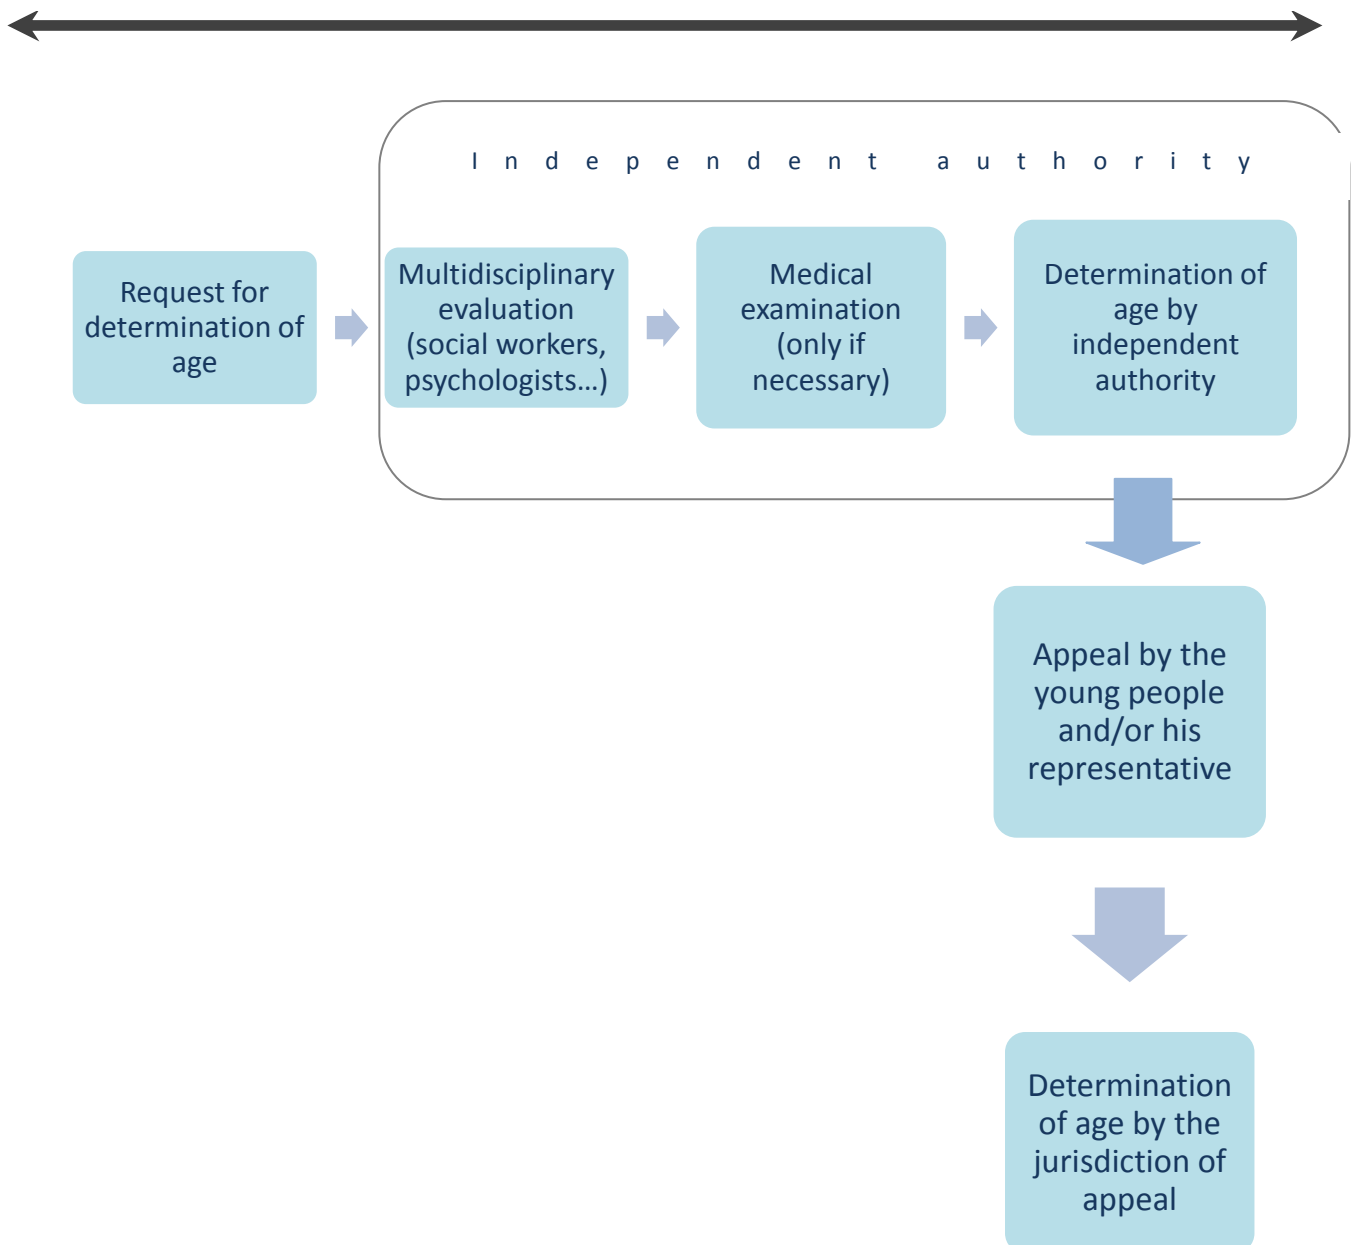 Independent authority
Request for
determination of
age
Multidisciplinary
evaluation
(social workers,
psychologists...)
Medical
examination
(only if
necessary)
Determination of
age by
independent
authority
Appeal by the
young people
and/or his
representative
Determination
of age by the
jurisdiction of
appeal